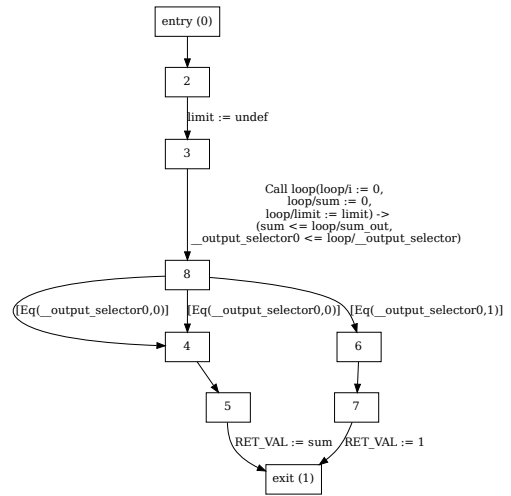 entry (0)
2
limit := undef
3
Call loop(loop/i := 0,
loop/sum := 0,
loop/limit := limit) ->
(sum <= loop/sum_out,
__output_selector0 <= loop/__output_selector)
8
[Eq(__output_selector0,0)]
[Eq(__output_selector0,0)]
[Eq(__output_selector0,1)]
4
6
5
7
RET_VAL := sum
RET_VAL := 1
exit (1)